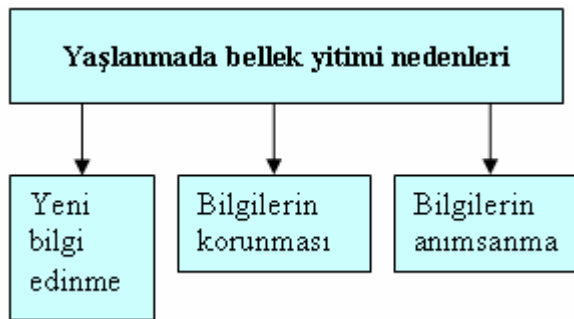 Yaşlanmada bellek yitimi nedenleri
Yeni
bilgi
edinme
Bilgilerin
korunması
Bilgilerin
anımsanma